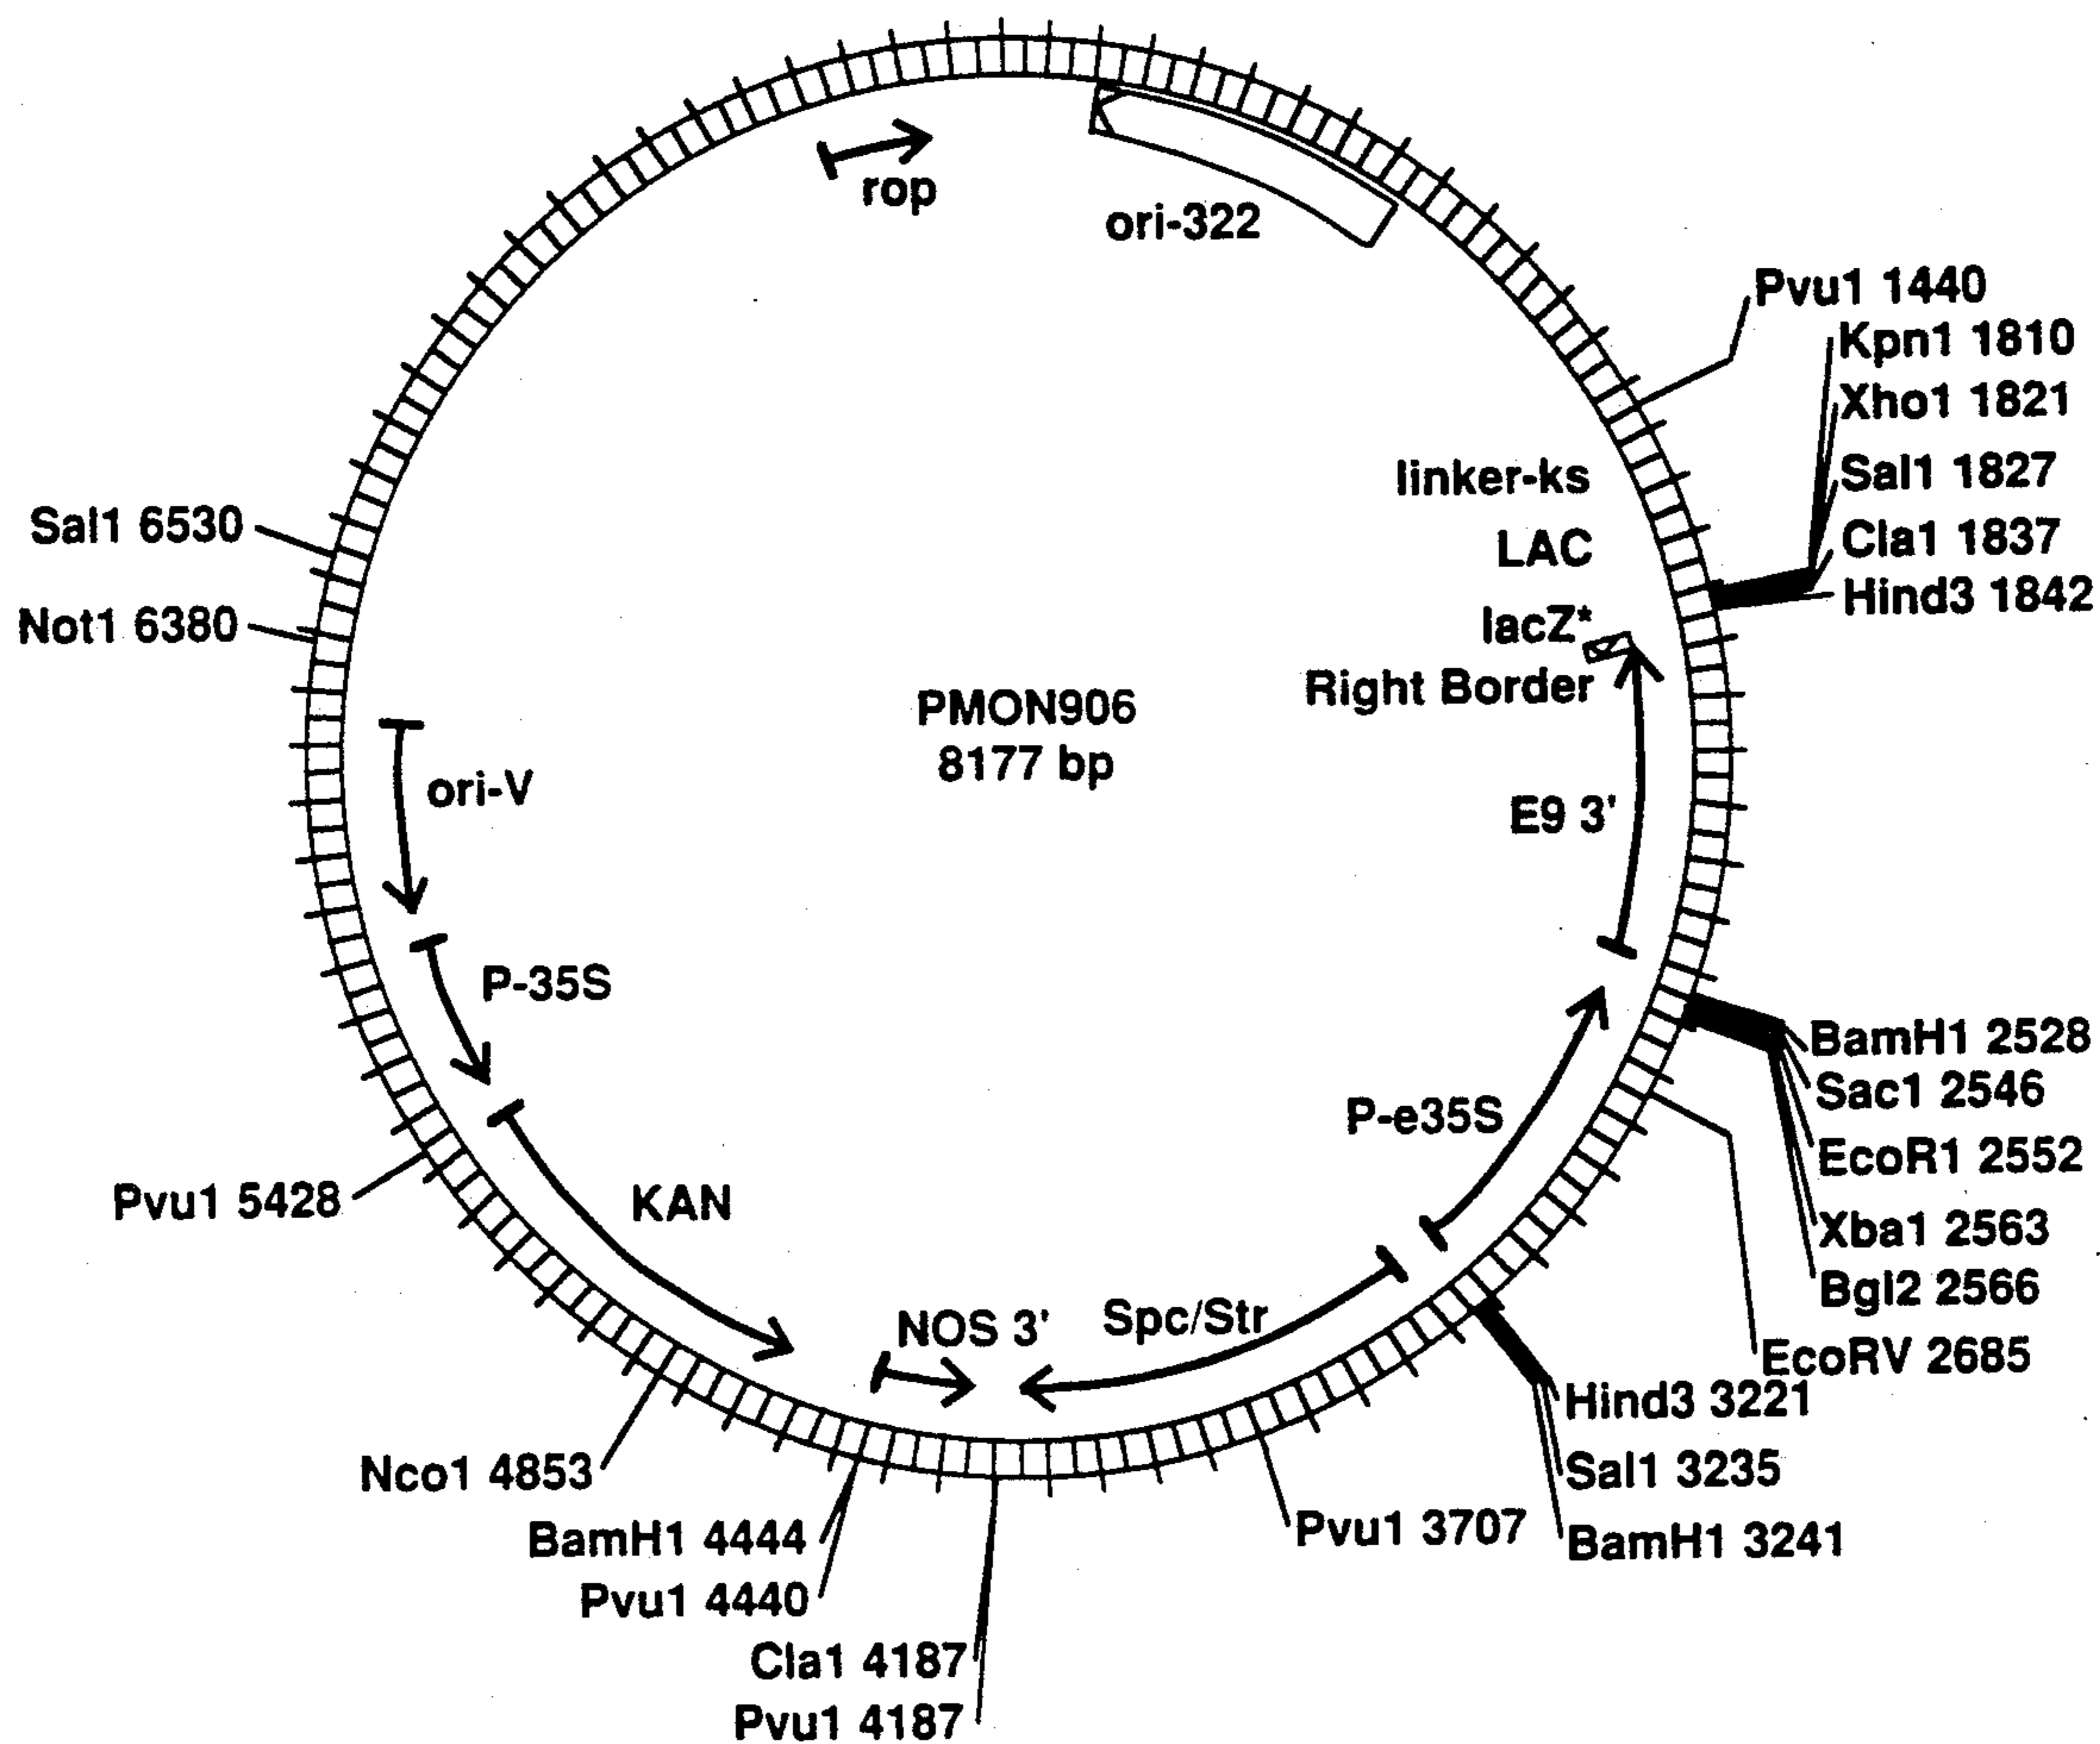 rop
ori-322
Pvu1 1440
Kpn1 1810
Xho1 1821
Sal1 1827
Cla1 1837
Hind3 1842
linker-ks
LAC
lacZ*
Right Border
E9 3'
PMON906
8177 bp
Sal1 6530
Not1 6380
ori-V
P-35S
P-e35S
BamH1 2528
Sac1 2546
EcoR1 2552
Xba1 2563
Bgl2 2566
EcoRV 2685
Hind3 3221
Sal1 3235
BamH1 3241
Pvu1 3707
Pvu1 5428
KAN
NOS 3'
Spc/Str
Nco1 4853
BamH1 4444
Pvu1 4440
Cla1 4187
Pvu1 4187